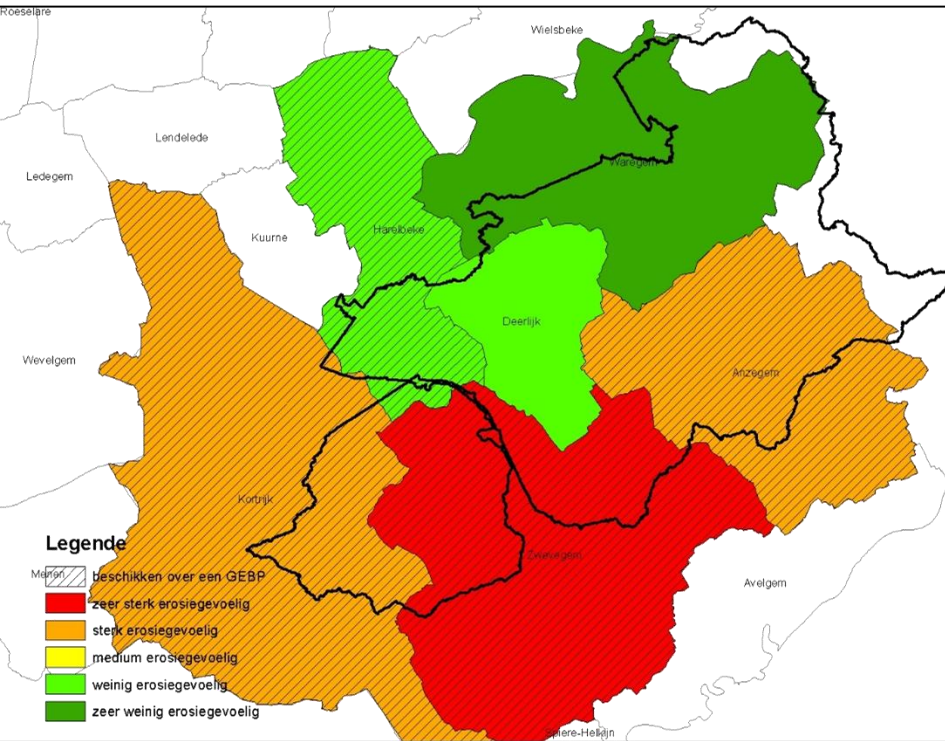 Roeselare
Wielsbeke
Lendelede
Waregem
Ledegem
Harelbeke
Kuurne
Deerlijk
Wevelgem
Anzegem
Kortrijk
Zwevegem
Avelgem
Menen
Spiere-Helkijn
Legende
beschikken over een GEBP
zeer sterk erosiegevoelig
sterk erosiegevoelig
medium erosiegevoelig
weinig erosiegevoelig
zeer weinig erosiegevoelig